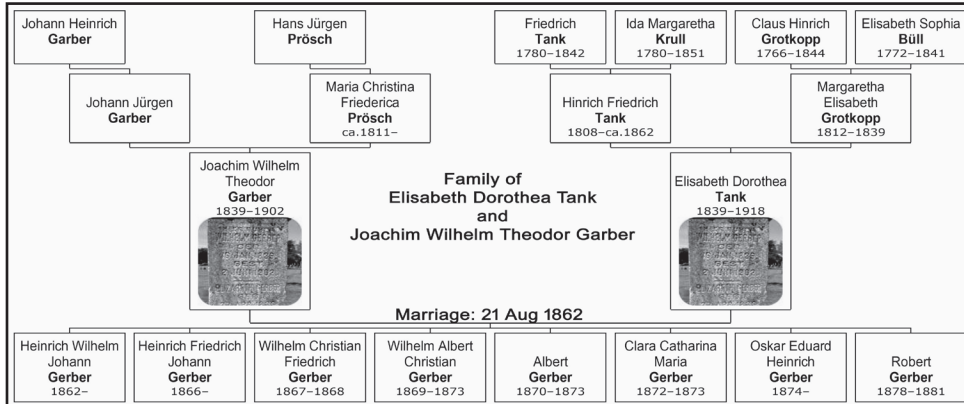 Johann Heinrich
Garber
Hans Jürgen
Prösch
Friedrich
Tank
1780–1842
Ida Margaretha
Krull
1780–1851
Claus Hinrich
Grotkopp
1766–1844
Elisabeth Sophia
Büll
1772–1841
Johann Jürgen
Garber
Maria Christina
Friederica
Prösch
ca.1811–
Hinrich Friedrich
Tank
1808–ca.1862
Margaretha
Elisabeth
Grotkopp
1812–1839
Joachim Wilhelm
Theodor
Garber
1839–1902
Family of
Elisabeth Dorothea Tank
and
Joachim Wilhelm Theodor Garber
Elisabeth Dorothea
Tank
1839–1918
Marriage: 21 Aug 1862
Heinrich Wilhelm
Johann
Gerber
1862–
Heinrich Friedrich
Johann
Gerber
1866–
Wilhelm Christian
Friedrich
Gerber
1867–1868
Wilhelm Albert
Christian
Gerber
1869–1873
Albert
Gerber
1870–1873
Clara Catharina
Maria
Gerber
1872–1873
Oskar Eduard
Heinrich
Gerber
1874–
Robert
Gerber
1878–1881